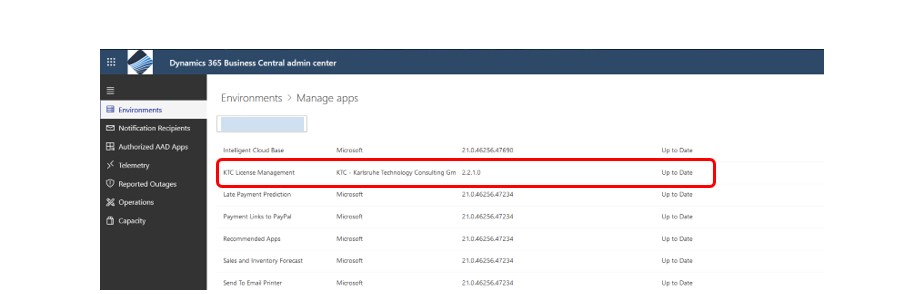 Dynamics 365 Business Central admin center
Environments
Notification Recipients
Authorized AAD Apps
Telemetry
Reported Outages
Operations
Capacity
Environments > Manage apps
Intelligent Cloud Base Microsoft 21.0.46256.47690 Up to Date
KTC License Management KTC - Karlsruhe Technology Consulting Gm 2.2.1.0 Up to Date
Late Payment Prediction Microsoft 21.0.46256.47234 Up to Date
Payment Links to PayPal Microsoft 21.0.46256.47234 Up to Date
Recommended Apps Microsoft 21.0.46256.47234 Up to Date
Sales and Inventory Forecast Microsoft 21.0.46256.47234 Up to Date
Send To Email Printer Microsoft 21.0.46256.47234 Up to Date